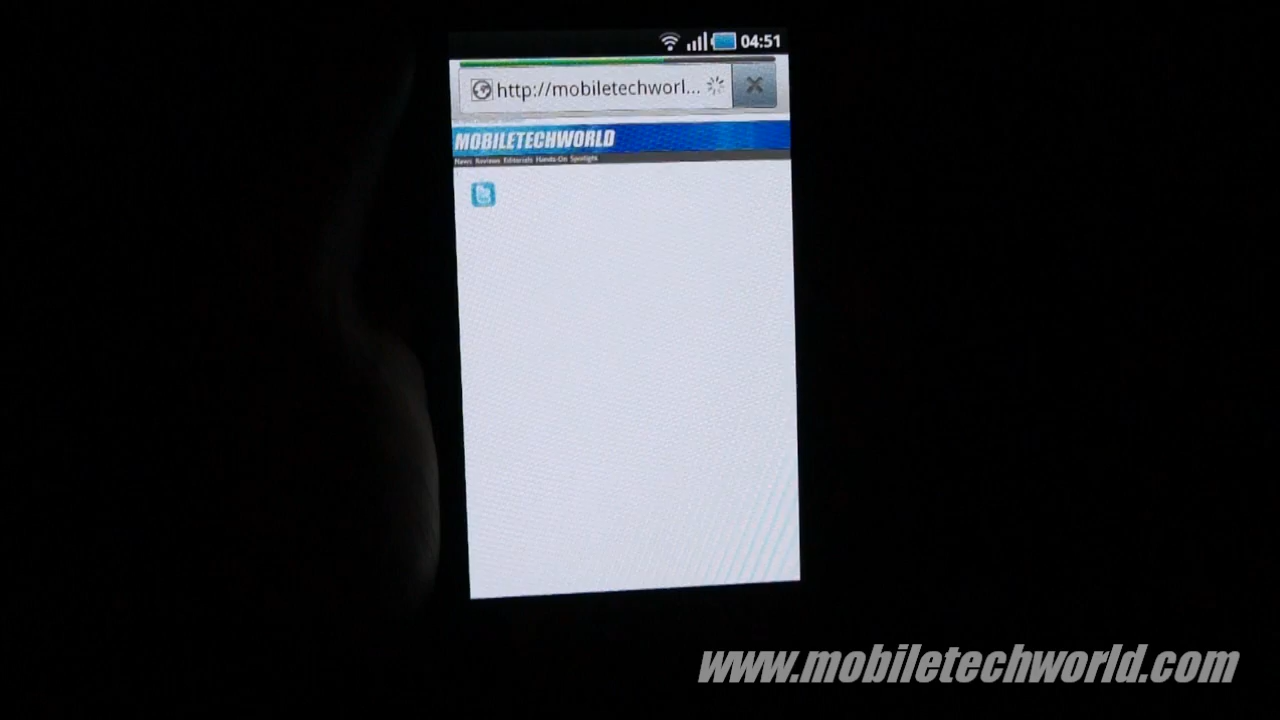 04:51
http://mobiletechworl...
MOBILETECHWORLD
News Reviews Editorials Hands-On Spotlight
www.mobiletechworld.com